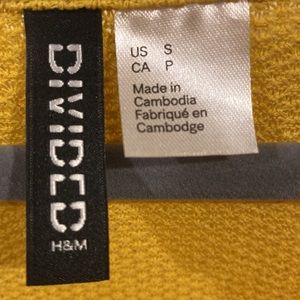 DIVIDED
H&M
US S
CA P
Made in
Cambodia
Fabriqué en
Cambodge